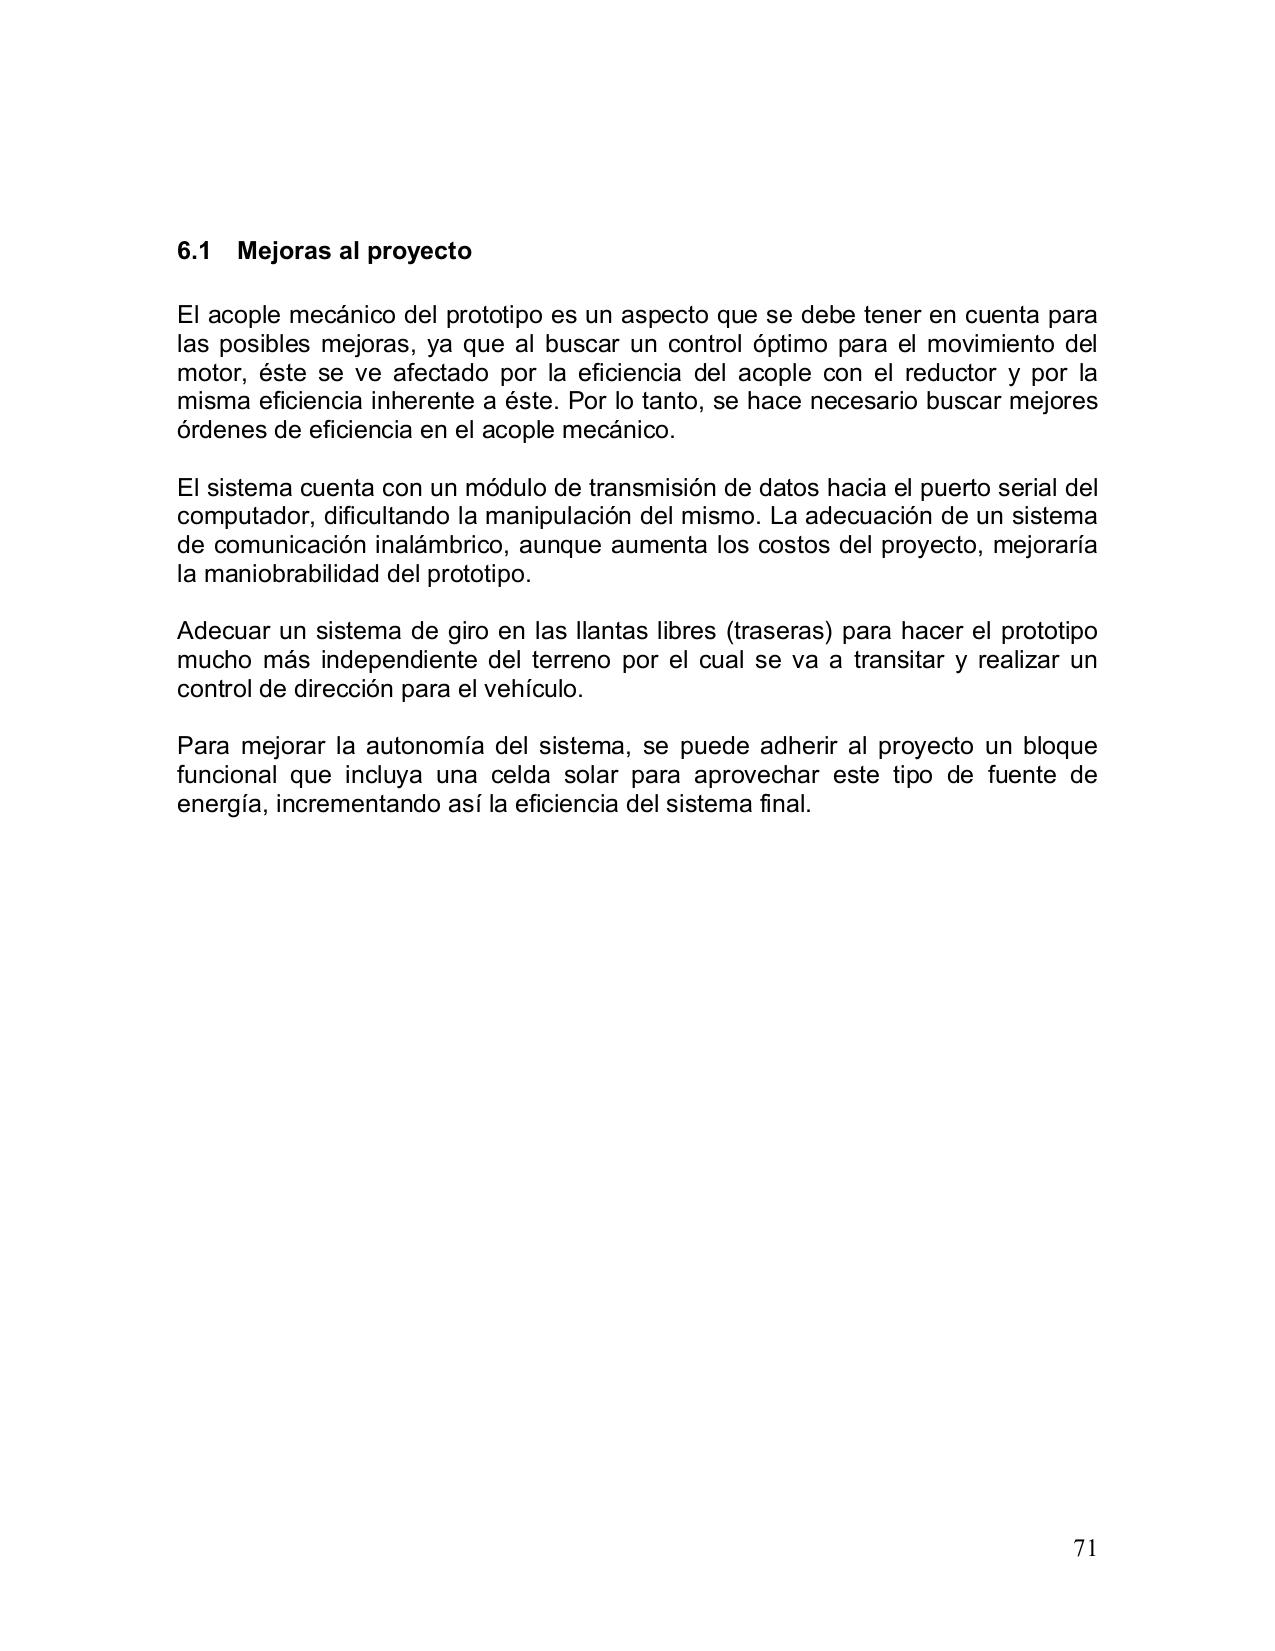 6.1 Mejoras al proyecto
El acople mecánico del prototipo es un aspecto que se debe tener en cuenta para
las posibles mejoras, ya que al buscar un control óptimo para el movimiento del
motor, éste se ve afectado por la eficiencia del acople con el reductor y por la
misma eficiencia inherente a éste. Por lo tanto, se hace necesario buscar mejores
órdenes de eficiencia en el acople mecánico.
El sistema cuenta con un módulo de transmisión de datos hacia el puerto serial del
computador, dificultando la manipulación del mismo. La adecuación de un sistema
de comunicación inalámbrico, aunque aumenta los costos del proyecto, mejoraría
la maniobrabilidad del prototipo.
Adecuar un sistema de giro en las llantas libres (traseras) para hacer el prototipo
mucho más independiente del terreno por el cual se va a transitar y realizar un
control de dirección para el vehículo.
Para mejorar la autonomía del sistema, se puede adherir al proyecto un bloque
funcional que incluya una celda solar para aprovechar este tipo de fuente de
energía, incrementando así la eficiencia del sistema final.
71